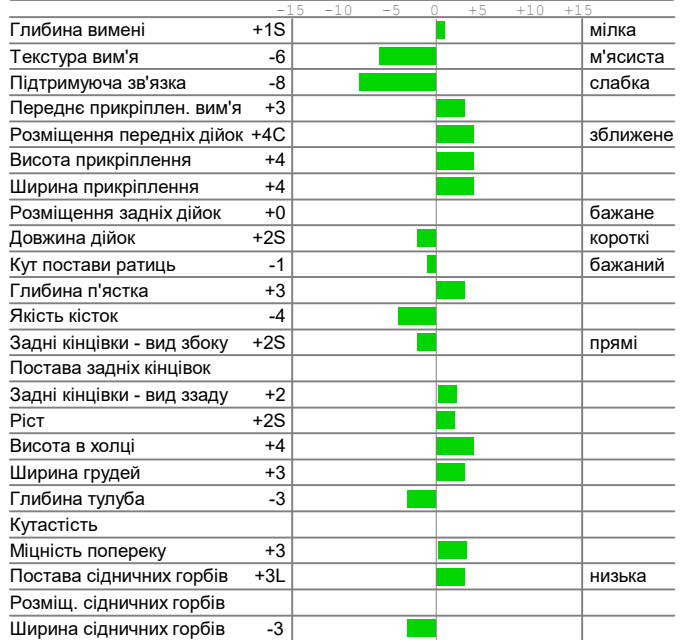 -15 -10 -5 0 +5 +10 +15
Глибина вимені +1S мілка
Текстура вим'я -6 м'ясиста
Підтримуюча зв'язка -8 слабка
Переднє прикріплен. вим'я +3
Розміщення передніх дійок +4C зближене
Висота прикріплення +4
Ширина прикріплення +4
Розміщення задніх дійок +0 бажане
Довжина дійок +2S короткі
Кут постави ратиць -1 бажаний
Глибина п'ястка +3
Якість кісток -4
Задні кінцівки - вид збоку +2S прямі
Постава задніх кінцівок
Задні кінцівки - вид ззаду +2
Ріст +2S
Висота в холці +4
Ширина грудей +3
Глибина тулуба -3
Кутастість
Міцність попереку +3
Постава сідничних горбів +3L низька
Розміщ. сідничних горбів
Ширина сідничних горбів -3